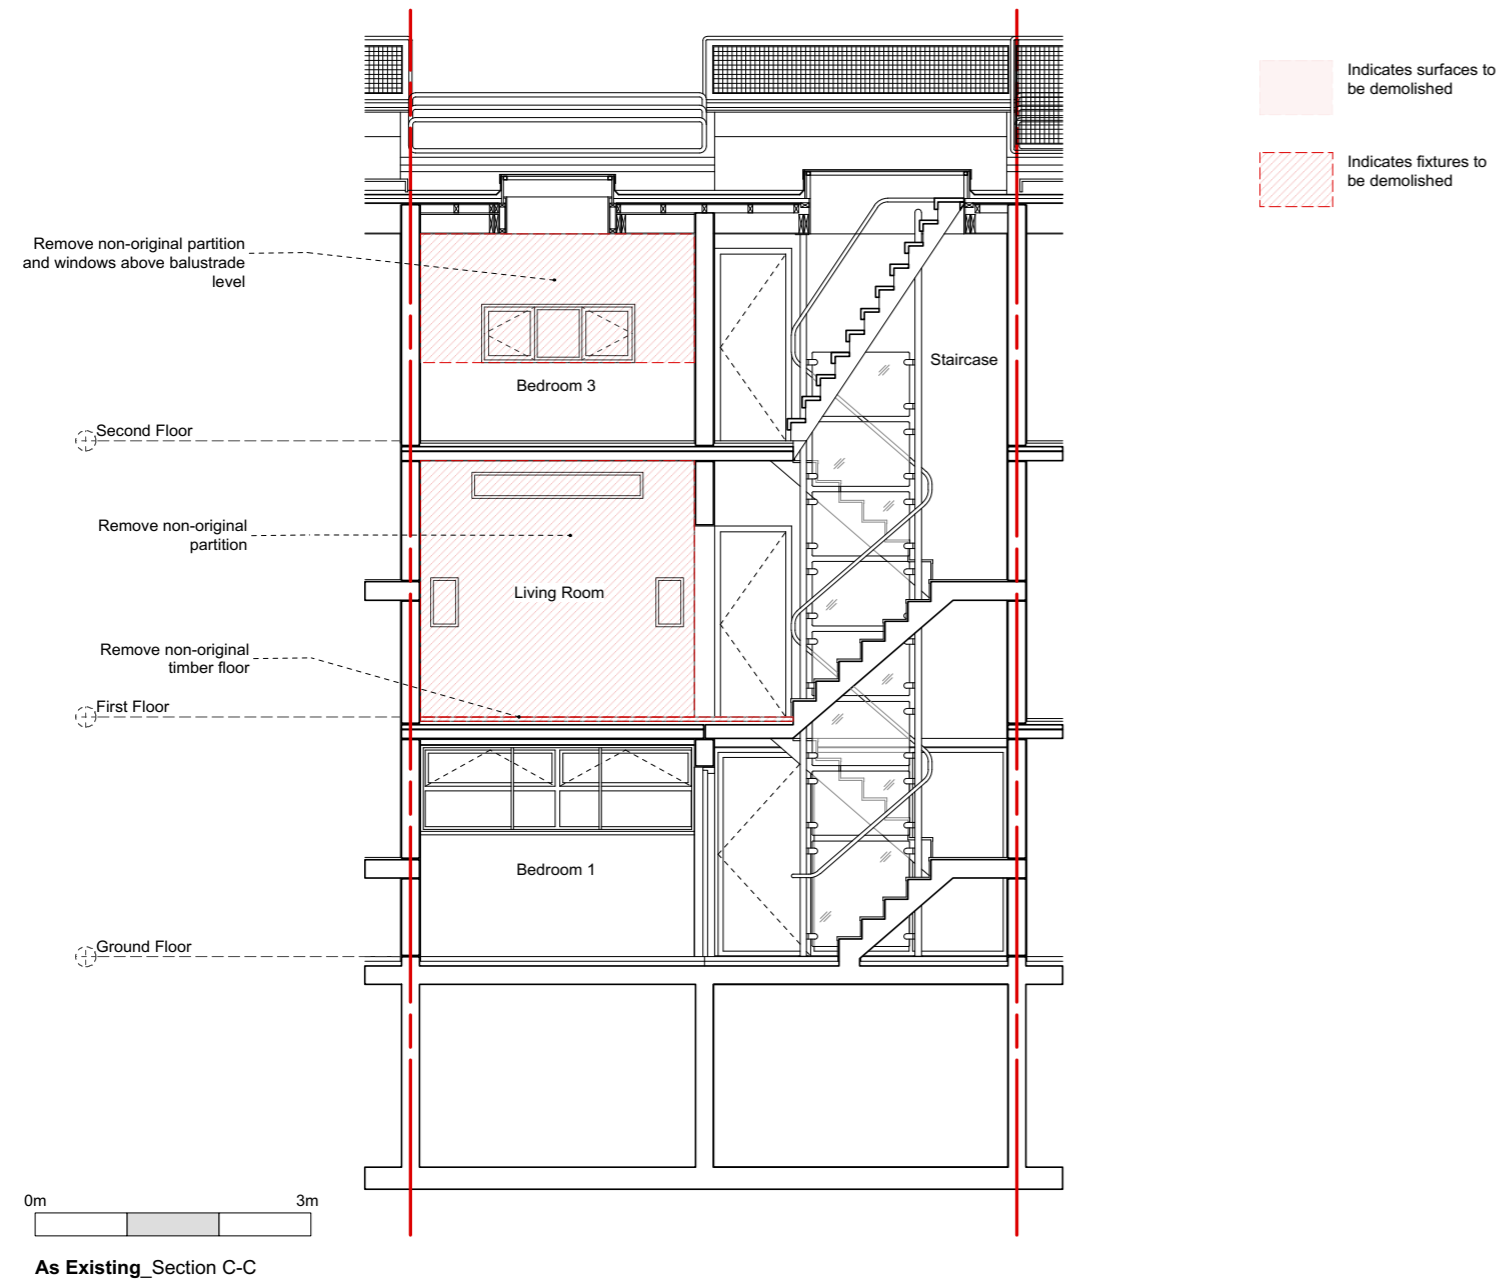 Indicates surfaces to
be demolished
Indicates fixtures to
be demolished
Remove non-original partition
and windows above balustrade
level
Staircase
Bedroom 3
Second Floor
Remove non-original
partition
Living Room
Remove non-original
timber floor
First Floor
Bedroom 1
Ground Floor
0m
3m
As Existing_Section C-C